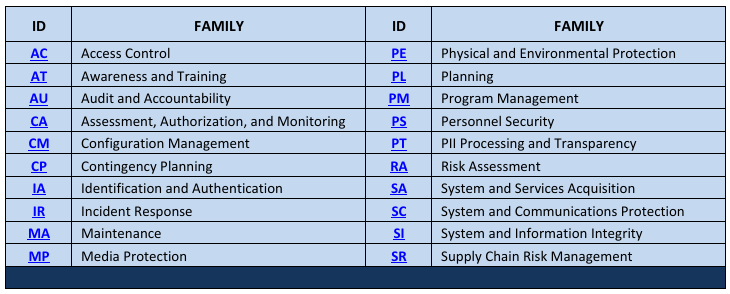 ID FAMILY ID FAMILY
AC Access Control PE Physical and Environmental Protection
AT Awareness and Training PL Planning
AU Audit and Accountability PM Program Management
CA Assessment, Authorization, and Monitoring PS Personnel Security
CM Configuration Management PT PII Processing and Transparency
CP Contingency Planning RA Risk Assessment
IA Identification and Authentication SA System and Services Acquisition
IR Incident Response SC System and Communications Protection
MA Maintenance SI System and Information Integrity
MP Media Protection SR Supply Chain Risk Management